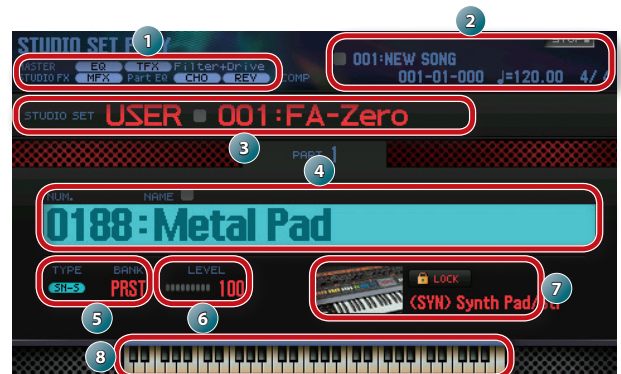 STUDIO SET PLAY
1
2
STOP
MASTER EQ TFX Filter+Drive
STUDIO FX MFX Part EQ CHO REV COMP
001:NEW SONG
001-01-000 ♩=120.00 4/
STUDIO SET USER 001:FA-Zero
3
PART 1
4
NUM. NAME
0188:Metal Pad
TYPE BANK LEVEL
SN-S PRST 100
LOCK
7
(SYN) Synth Pad/Str
5
6
8